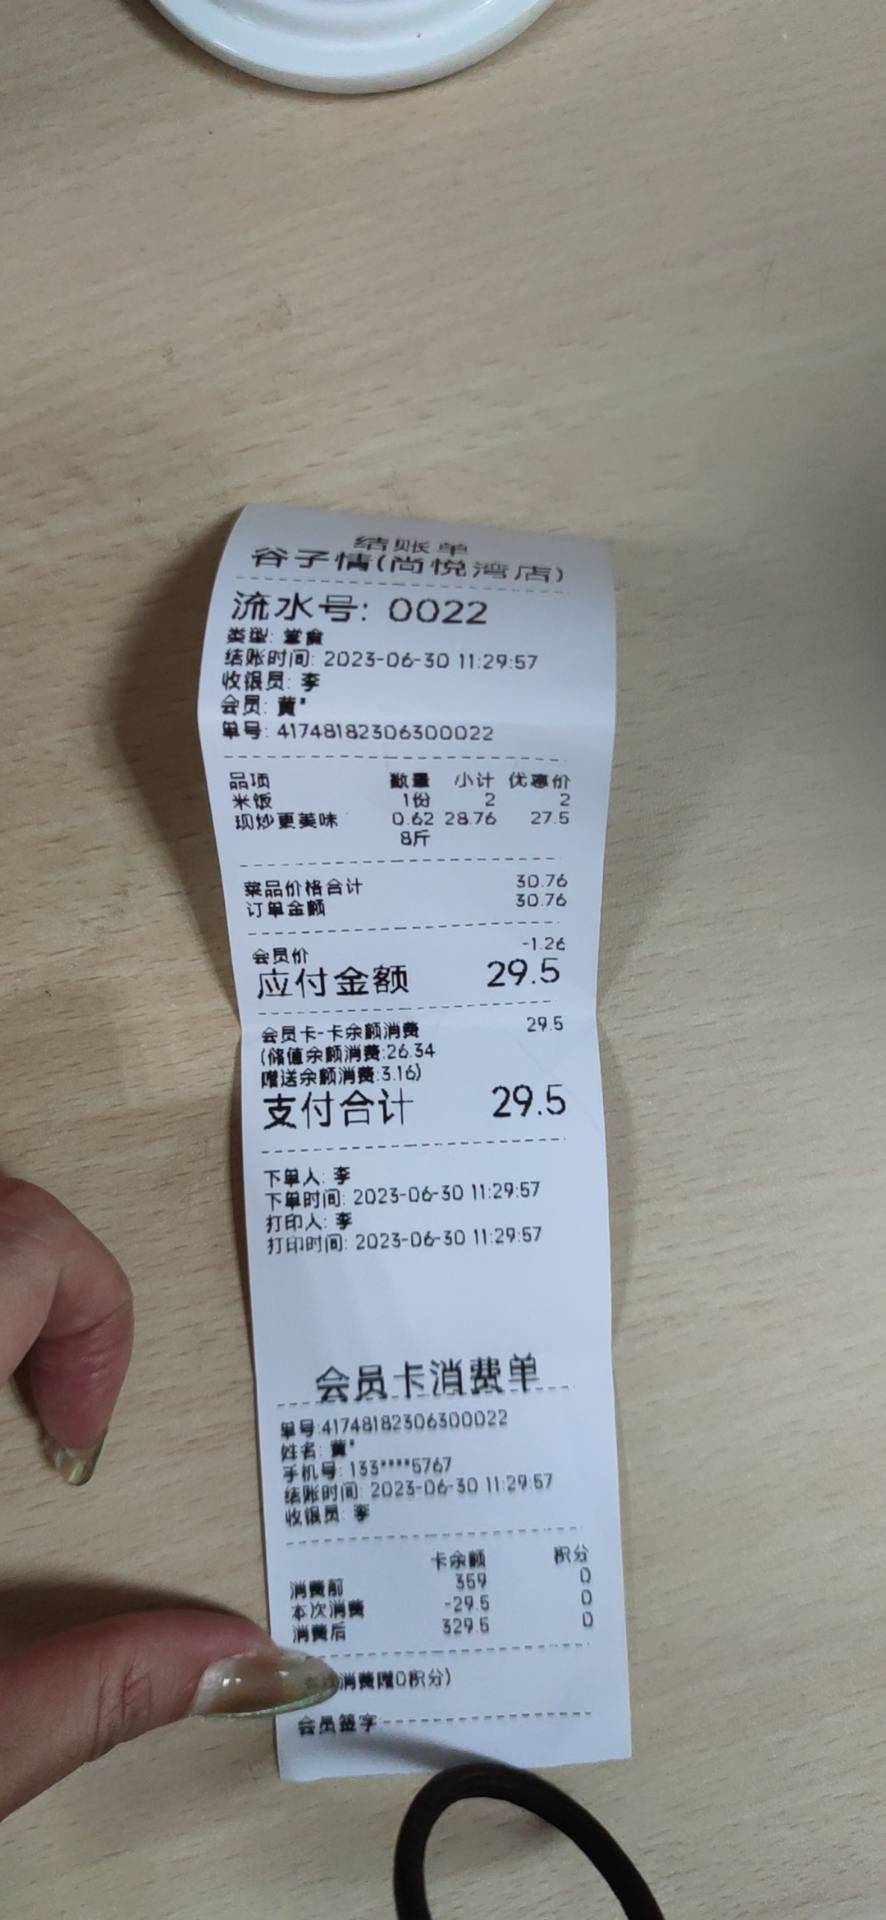 结账单
谷子情(尚悦湾店)
流水号: 0022
类型: 堂食
结账时间: 2023-06-30 11:29:57
收银员: 李
会员: 黄*
单号: 41748182306300022
品项 数量 小计 优惠价
米饭 1份 2 2
现炒更美味 0.62 28.76 27.5
8斤
菜品价格合计 30.76
订单金额 30.76
会员价 -1.26
应付金额 29.5
会员卡-卡余额消费 29.5
(储值余额消费:26.34
赠送余额消费:3.16)
支付合计 29.5
下单人: 李
下单时间: 2023-06-30 11:29:57
打印人: 李
打印时间: 2023-06-30 11:29:57
会员卡消费单
单号:41748182306300022
姓名: 黄*
手机号: 133****5767
结账时间: 2023-06-30 11:29:57
收银员: 李
卡余额 积分
消费前 359 0
本次消费 -29.5 0
消费后 329.5 0
消费赠0积分)
会员签字